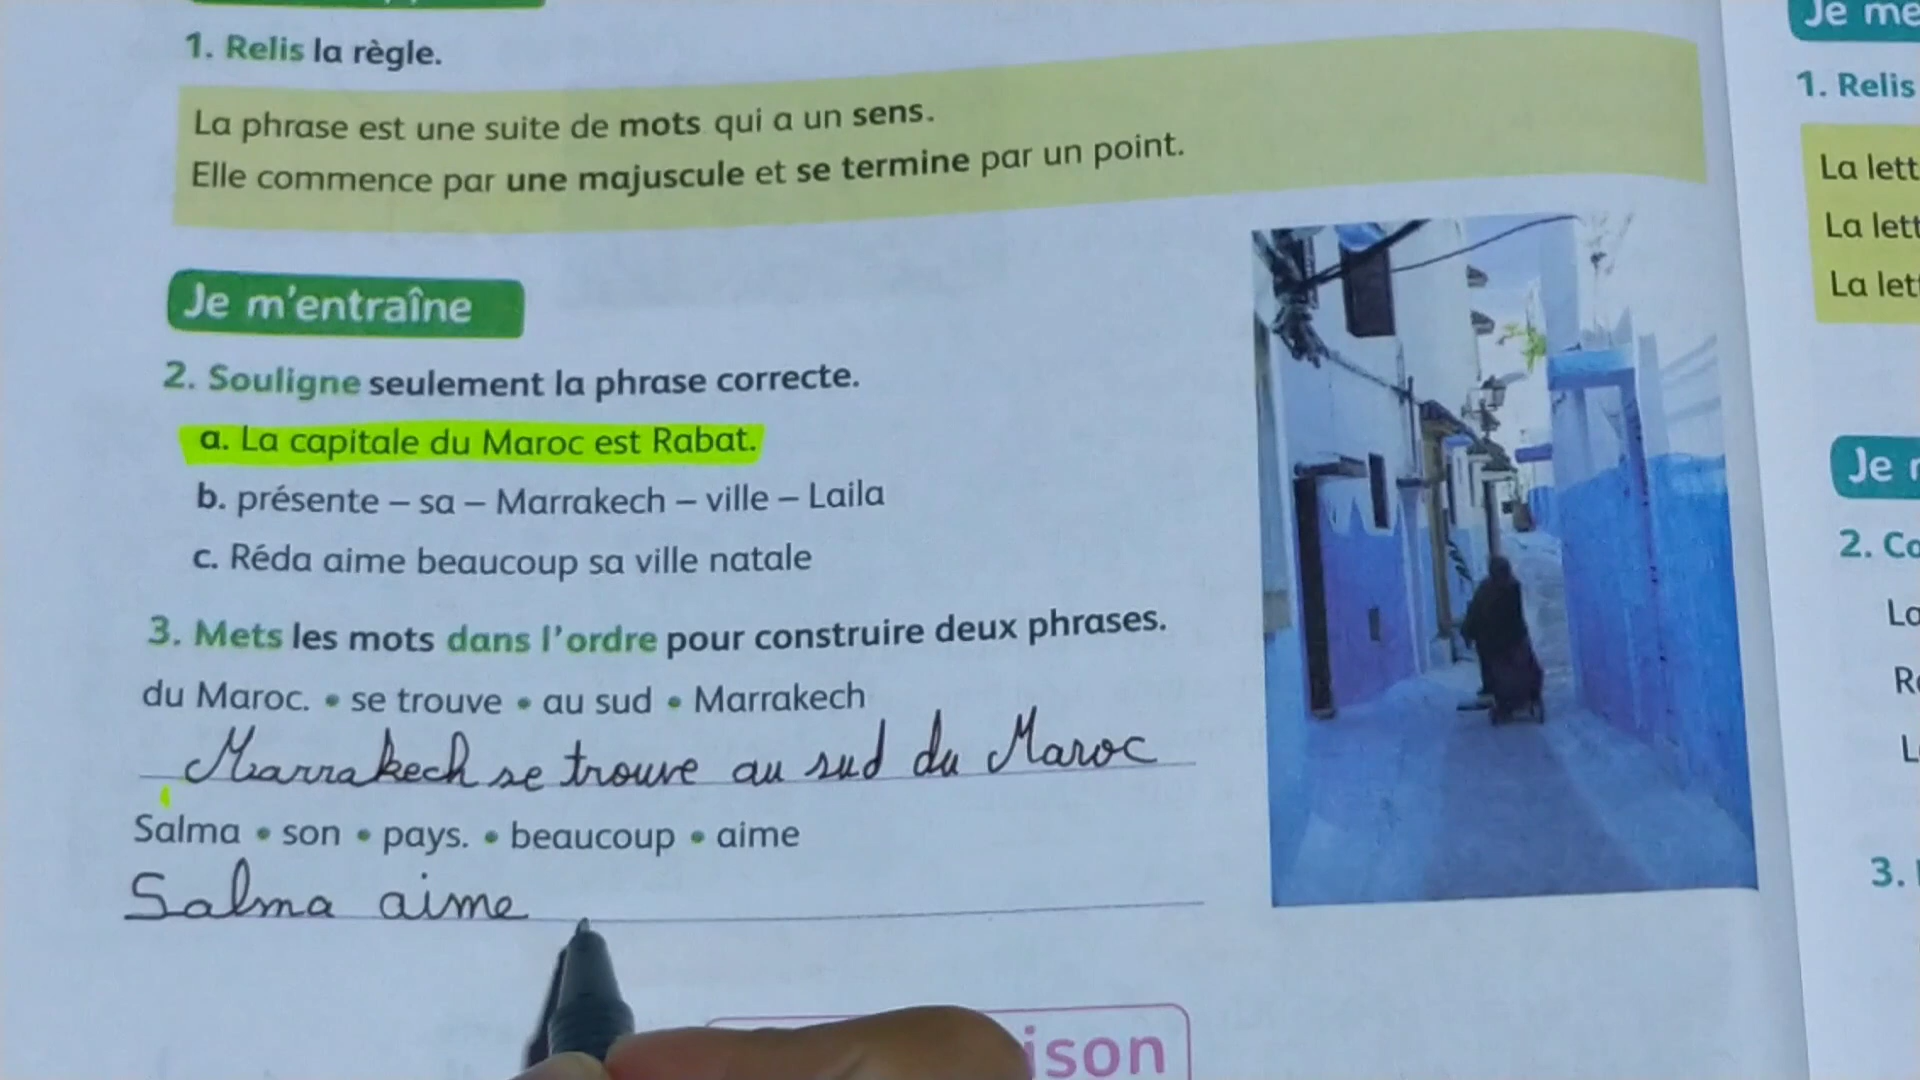 1. Relis la règle.
La phrase est une suite de mots qui a un sens.
Elle commence par une majuscule et se termine par un point.
Je m'entraîne
2. Souligne seulement la phrase correcte.
a. La capitale du Maroc est Rabat.
b. présente – sa – Marrakech – ville – Laila
c. Réda aime beaucoup sa ville natale
3. Mets les mots dans l'ordre pour construire deux phrases.
du Maroc. • se trouve • au sud • Marrakech
Marrakech se trouve au sud du Maroc
Salma • son • pays. • beaucoup • aime
Salma aime
Je me
1. Relis
La lett
La lett
La lett
Je
2. Co
3.